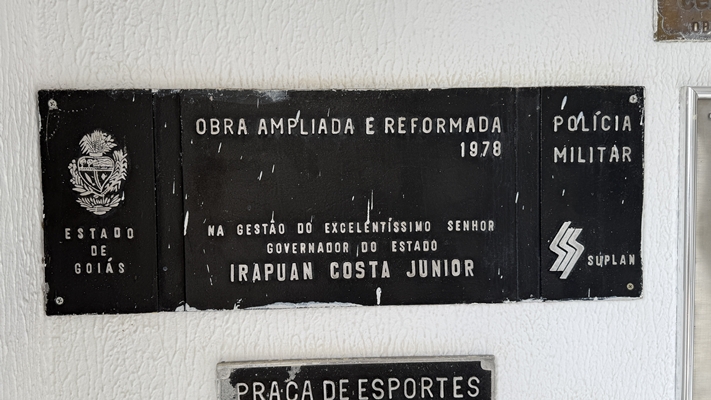 ESTADO
DE
GOIÁS
OBRA AMPLIADA E REFORMADA
1978
NA GESTÃO DO EXCELENTÍSSIMO SENHOR
GOVERNADOR DO ESTADO
IRAPUAN COSTA JUNIOR
POLÍCIA
MILITAR
SUPLAN
PRAÇA DE ESPORTES